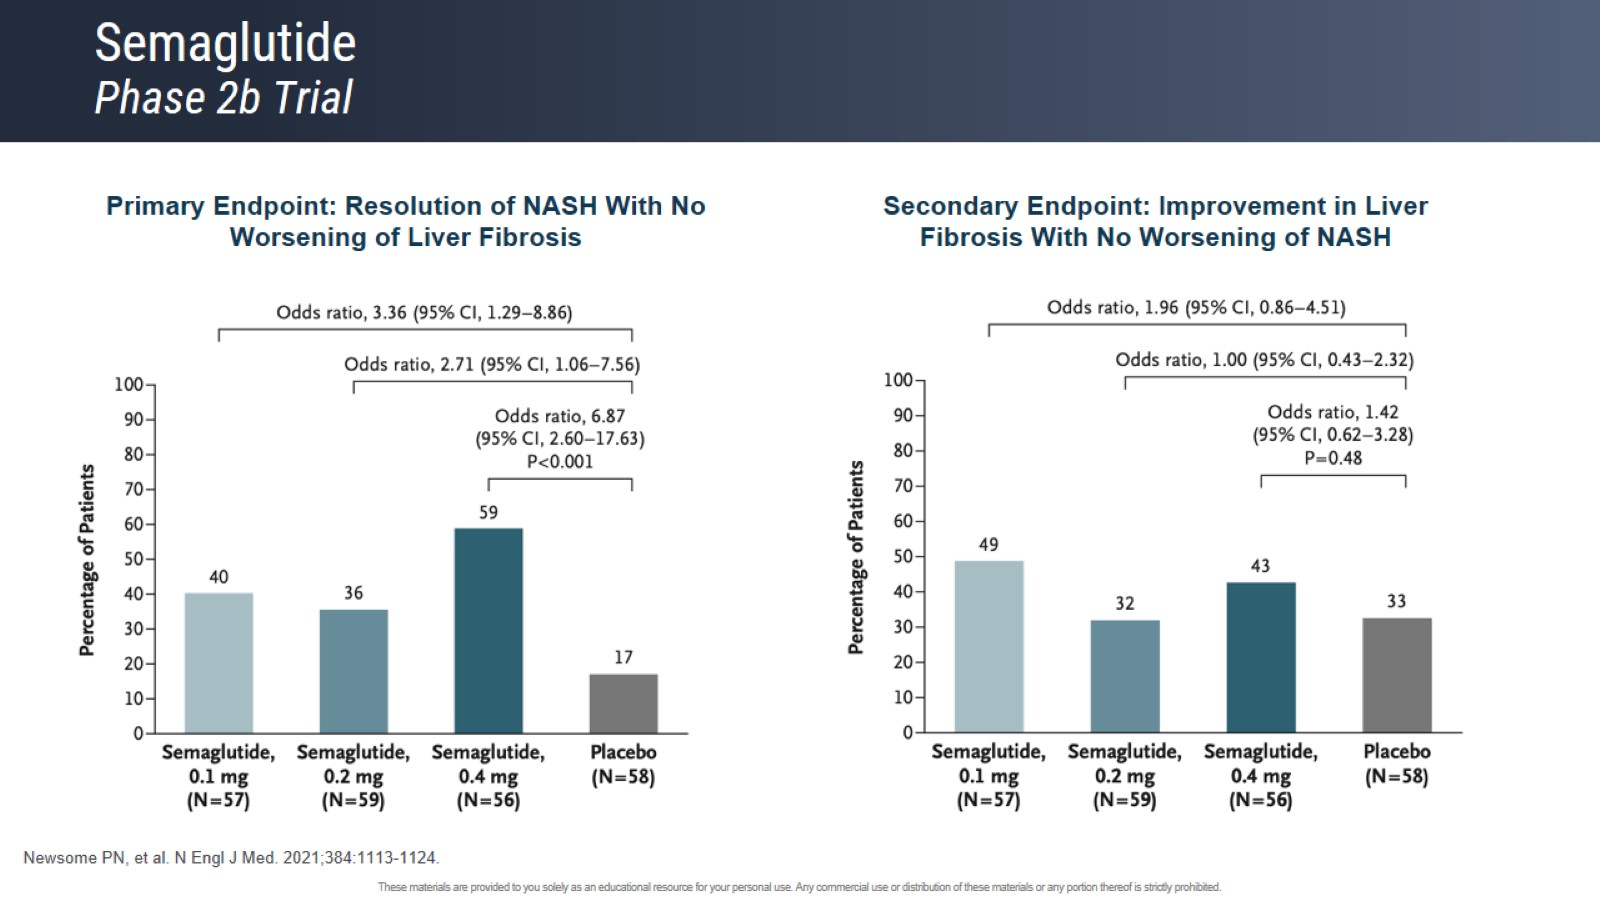 Semaglutide
Phase 2b Trial
Primary Endpoint: Resolution of NASH With No
Worsening of Liver Fibrosis
Odds ratio, 3.36 (95% CI, 1.29–8.86)
Odds ratio, 2.71 (95% CI, 1.06–7.56)
Odds ratio, 6.87
(95% CI, 2.60–17.63)
P<0.001
Percentage of Patients
100
90
80
70
60
50
40
30
20
10
0
40
36
59
17
Semaglutide,
0.1 mg
(N=57)
Semaglutide,
0.2 mg
(N=59)
Semaglutide,
0.4 mg
(N=56)
Placebo
(N=58)
Secondary Endpoint: Improvement in Liver
Fibrosis With No Worsening of NASH
Odds ratio, 1.96 (95% CI, 0.86–4.51)
Odds ratio, 1.00 (95% CI, 0.43–2.32)
Odds ratio, 1.42
(95% CI, 0.62–3.28)
P=0.48
Percentage of Patients
100
90
80
70
60
50
40
30
20
10
0
49
32
43
33
Semaglutide,
0.1 mg
(N=57)
Semaglutide,
0.2 mg
(N=59)
Semaglutide,
0.4 mg
(N=56)
Placebo
(N=58)
Newsome PN, et al. N Engl J Med. 2021;384:1113-1124.
These materials are provided to you solely as an educational resource for your personal use. Any commercial use or distribution of these materials or any portion thereof is strictly prohibited.